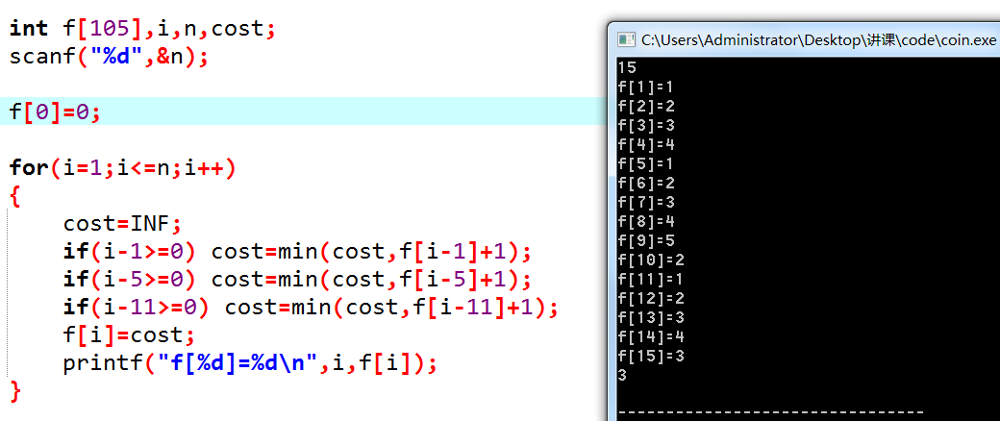 int f[105],i,n,cost;
scanf("%d",&n);
f[0]=0;
for(i=1;i<=n;i++)
{
cost=INF;
if(i-1>=0) cost=min(cost,f[i-1]+1);
if(i-5>=0) cost=min(cost,f[i-5]+1);
if(i-11>=0) cost=min(cost,f[i-11]+1);
f[i]=cost;
printf("f[%d]=%d\n",i,f[i]);
}
C:\Users\Administrator\Desktop\讲课\code\coin.exe
15
f[1]=1
f[2]=2
f[3]=3
f[4]=4
f[5]=1
f[6]=2
f[7]=3
f[8]=4
f[9]=5
f[10]=2
f[11]=1
f[12]=2
f[13]=3
f[14]=4
f[15]=3
3
--------------------------------